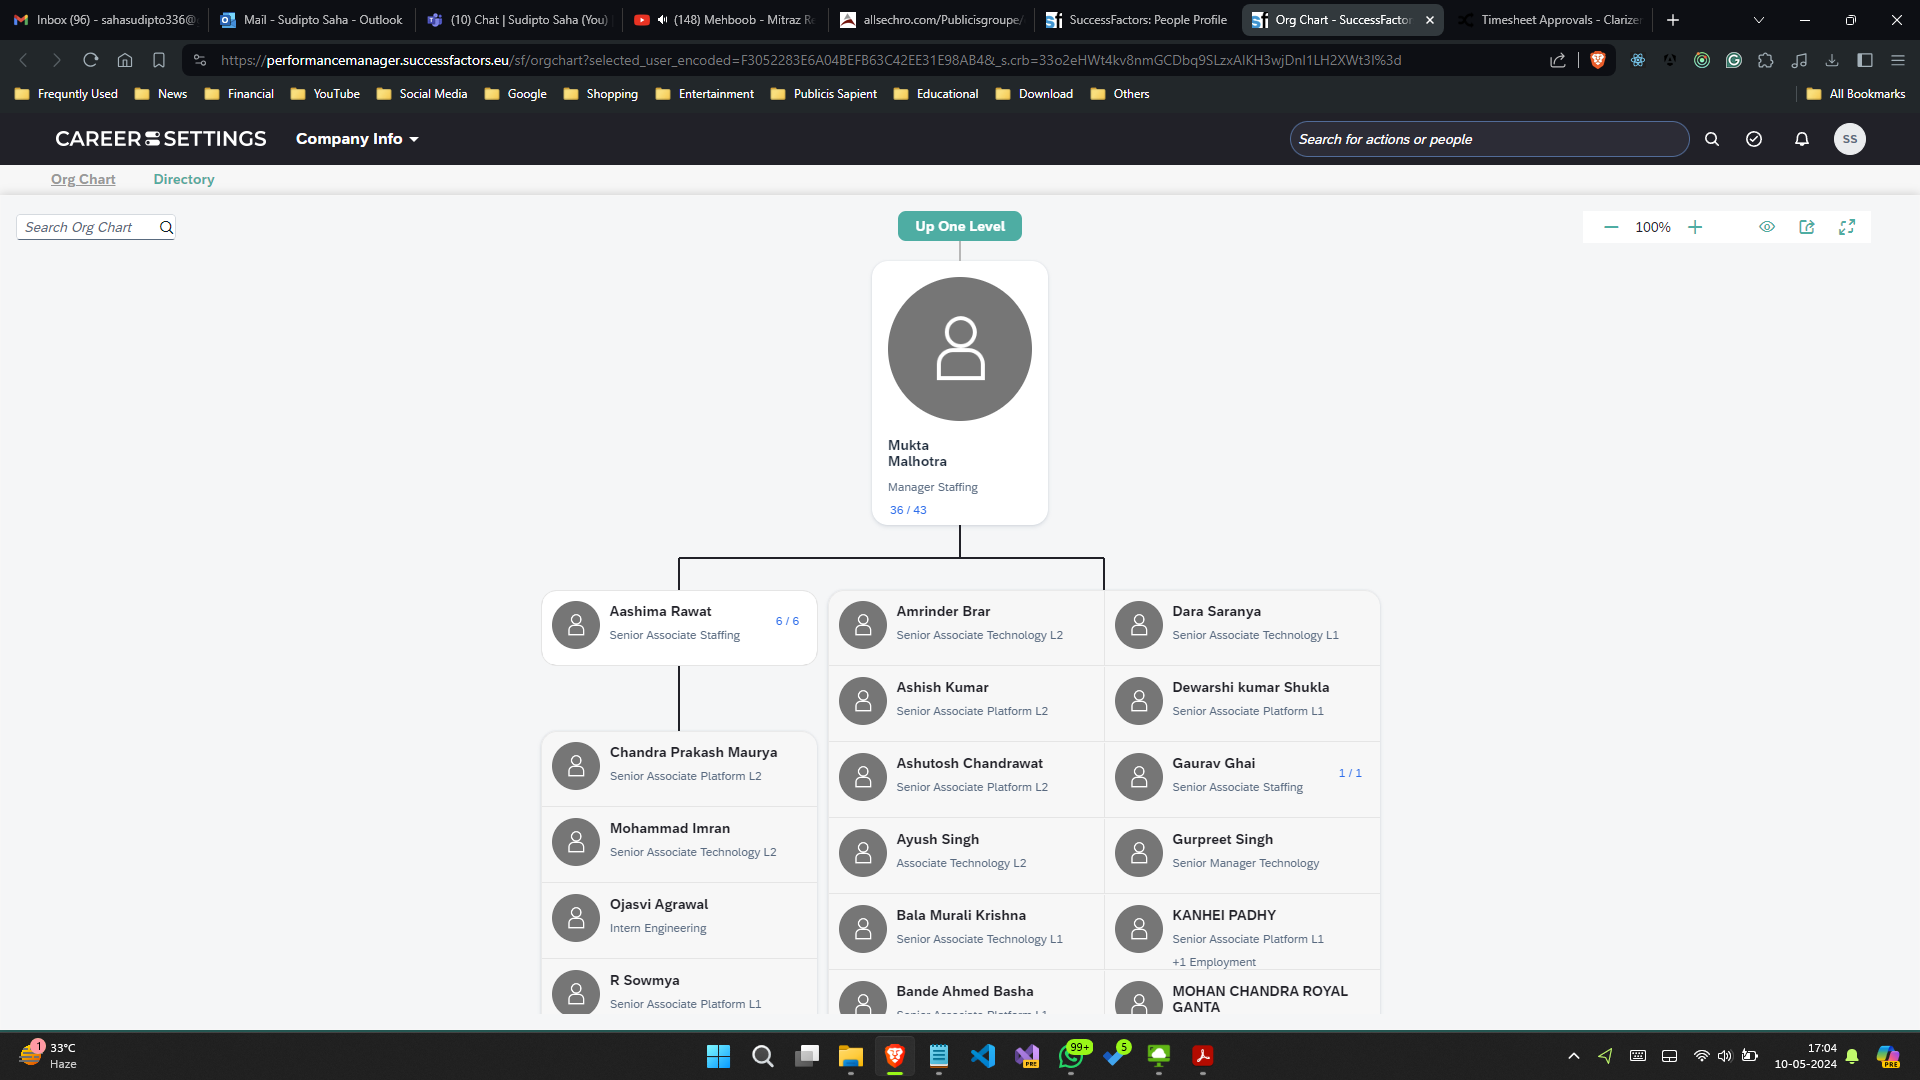 Inbox (96) - sahasudipto336@
Mail - Sudipto Saha - Outlook
(10) Chat | Sudipto Saha (You)
(148) Mehboob - Mitraz Re
allsechro.com/Publicisgroupe/
SuccessFactors: People Profile
Org Chart - SuccessFactor
Timesheet Approvals - Clarizen
https://performancemanager.successfactors.eu/sf/orgchart?selected_user_encoded=F3052283E6A04BEFB63C42EE31E98AB4&_s.crb=33o2eHWt4kv8nmGCDbq9SLzxAIKH3wjDnI1LH2XWt3I%3d
Frequntly Used
News
Financial
YouTube
Social Media
Google
Shopping
Entertainment
Publicis Sapient
Educational
Download
Others
All Bookmarks
CAREER SETTINGS
Company Info
Search for actions or people
SS
Org Chart
Directory
Search Org Chart
Up One Level
100%
Mukta
Malhotra
Manager Staffing
36 / 43
Aashima Rawat
Senior Associate Staffing
6 / 6
Chandra Prakash Maurya
Senior Associate Platform L2
Mohammad Imran
Senior Associate Technology L2
Ojasvi Agrawal
Intern Engineering
R Sowmya
Senior Associate Platform L1
Amrinder Brar
Senior Associate Technology L2
Ashish Kumar
Senior Associate Platform L2
Ashutosh Chandrawat
Senior Associate Platform L2
Ayush Singh
Associate Technology L2
Bala Murali Krishna
Senior Associate Technology L1
Bande Ahmed Basha
Senior Associate Platform L1
Dara Saranya
Senior Associate Technology L1
Dewarshi kumar Shukla
Senior Associate Platform L1
Gaurav Ghai
Senior Associate Staffing
1 / 1
Gurpreet Singh
Senior Manager Technology
KANHEI PADHY
Senior Associate Platform L1
+1 Employment
MOHAN CHANDRA ROYAL
GANTA
1
33°C
Haze
PRE
99+
5
17:04
10-05-2024
PRE